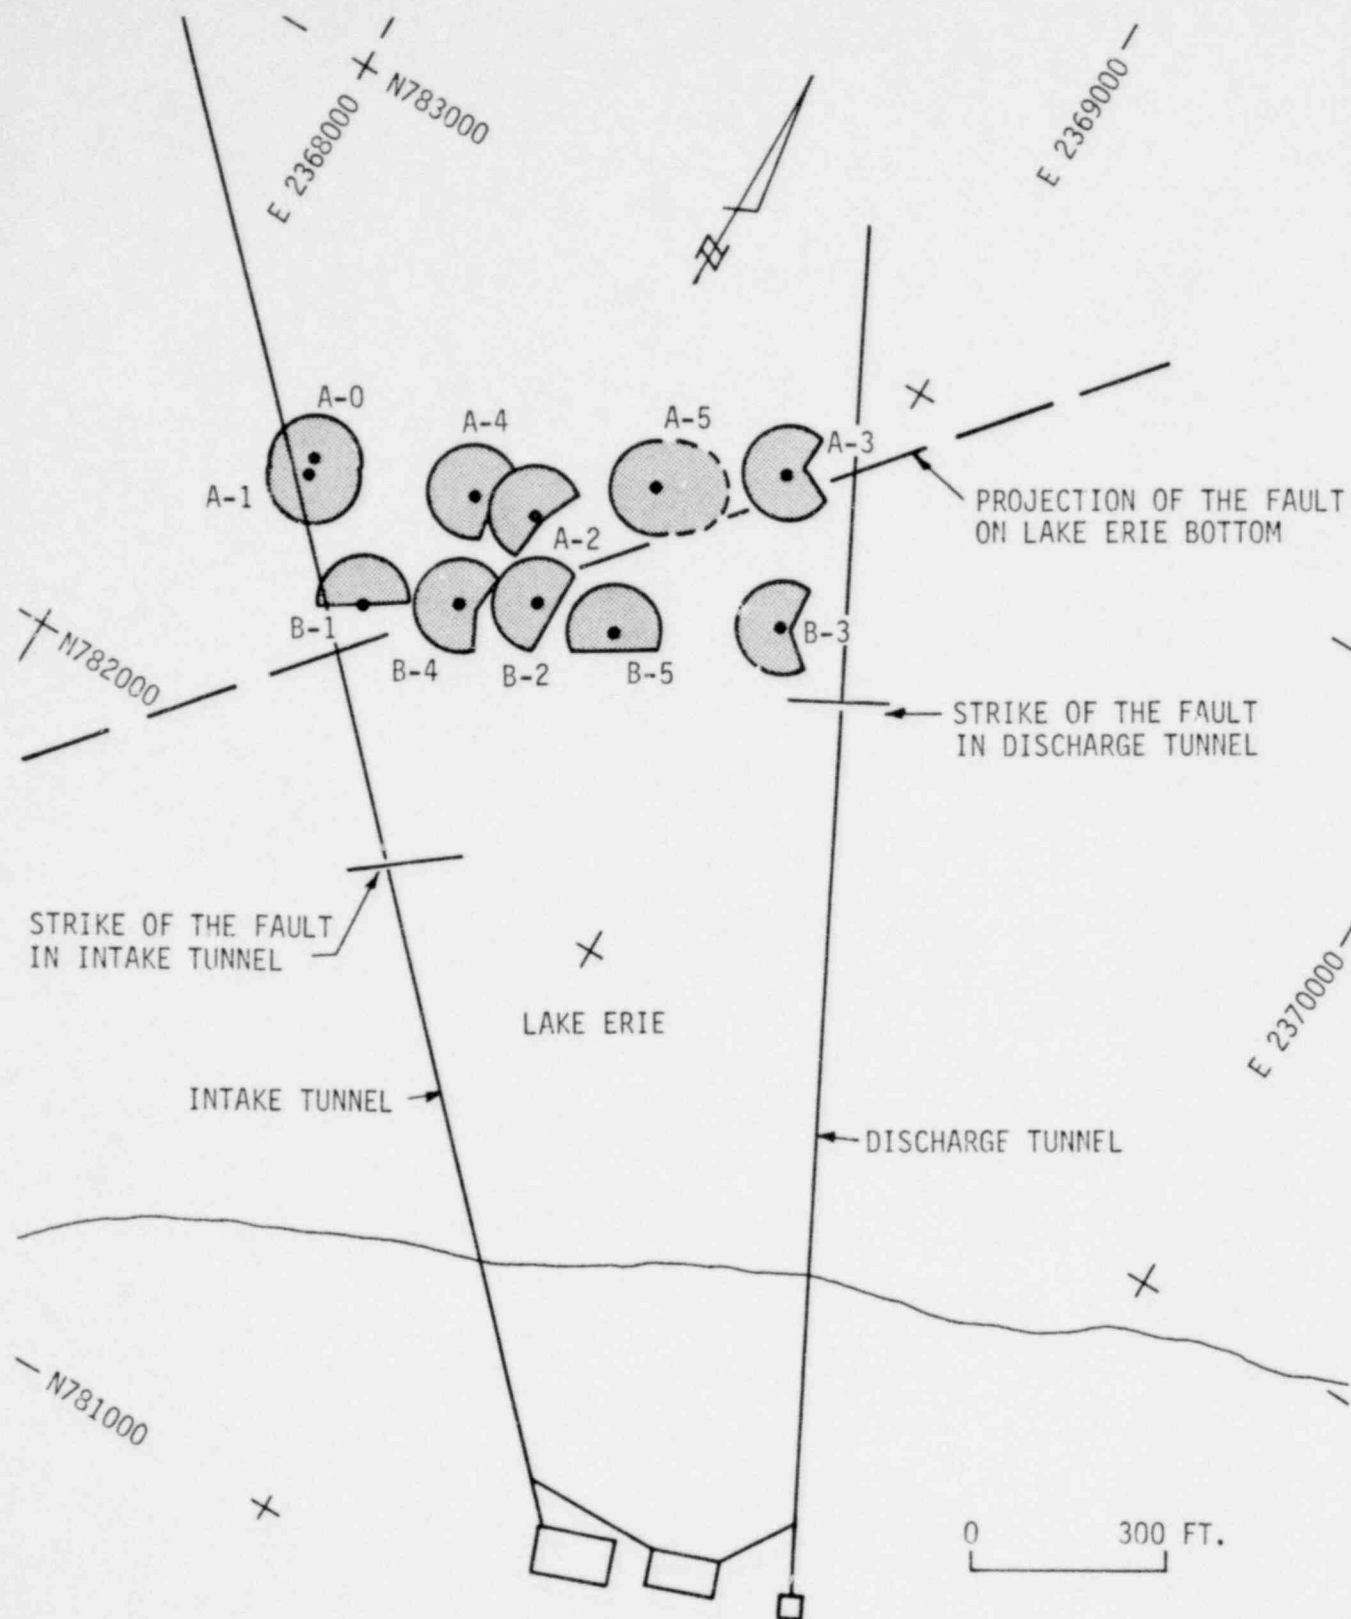 N783000
E 2368000
E 2369000
N
A-0
A-4
A-5
A-3
A-1
A-2
PROJECTION OF THE FAULT
ON LAKE ERIE BOTTOM
B-1
B-4
B-2
B-5
B-3
N782000
STRIKE OF THE FAULT
IN DISCHARGE TUNNEL
STRIKE OF THE FAULT
IN INTAKE TUNNEL
LAKE ERIE
E 2370000
INTAKE TUNNEL
DISCHARGE TUNNEL
N781000
0 300 FT.